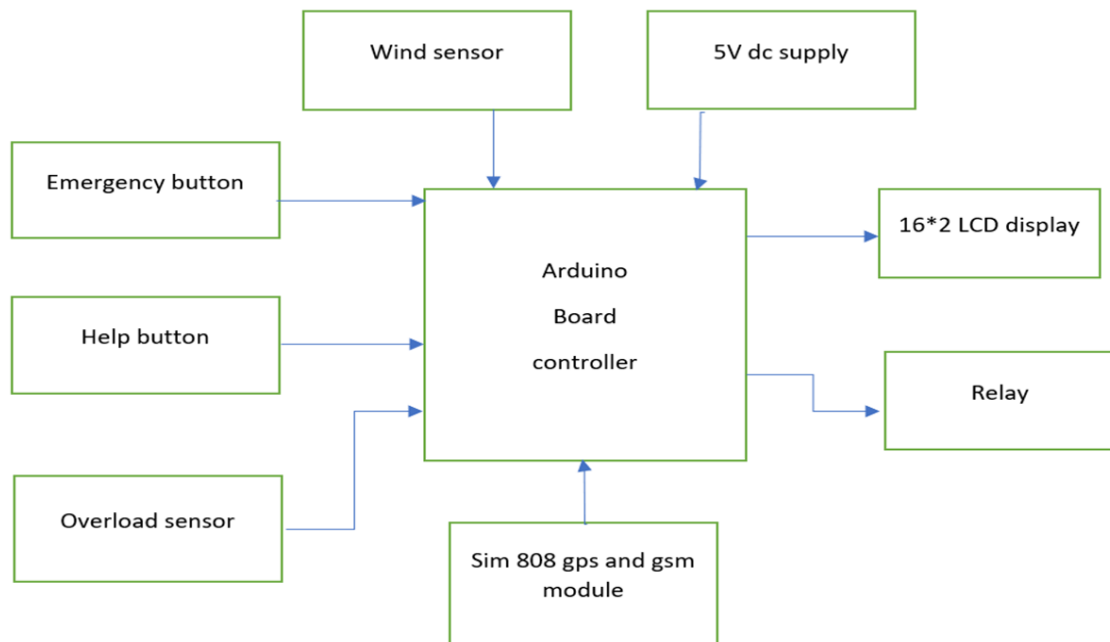 Wind sensor
5V dc supply
Emergency button
16*2 LCD display
Arduino
Board
controller
Help button
Relay
Overload sensor
Sim 808 gps and gsm
module